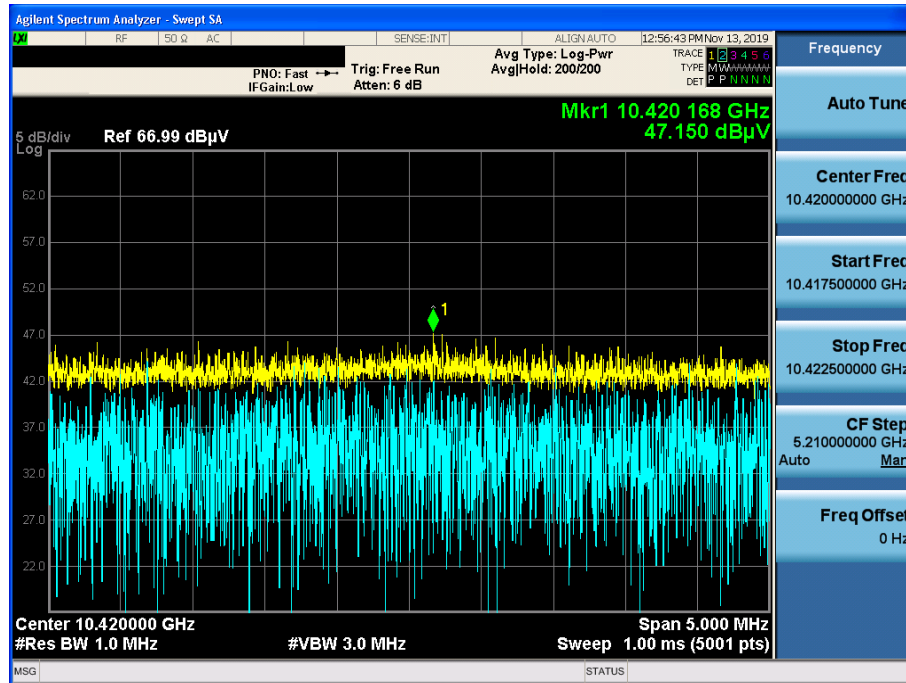 Agilent Spectrum Analyzer - Swept SA
LXI RF 50 Ω AC SENSE:INT ALIGN AUTO 12:56:43 PM Nov 13, 2019
Frequency
PNO: Fast Trig: Free Run Avg Type: Log-Pwr TRACE 1 2 3 4 5 6
IFGain:Low Atten: 6 dB Avg|Hold: 200/200 TYPE M W W W W W
DET P P N N N N
Auto Tune
Mkr1 10.420 168 GHz
47.150 dBµV
5 dB/div Ref 66.99 dBµV
Log
Center Freq
10.420000000 GHz
62.0
57.0
Start Freq
10.417500000 GHz
52.0
1
47.0
Stop Freq
10.422500000 GHz
42.0
37.0
CF Step
5.210000000 GHz
Auto Man
32.0
27.0
Freq Offset
0 Hz
22.0
Center 10.420000 GHz Span 5.000 MHz
#Res BW 1.0 MHz #VBW 3.0 MHz Sweep 1.00 ms (5001 pts)
MSG STATUS